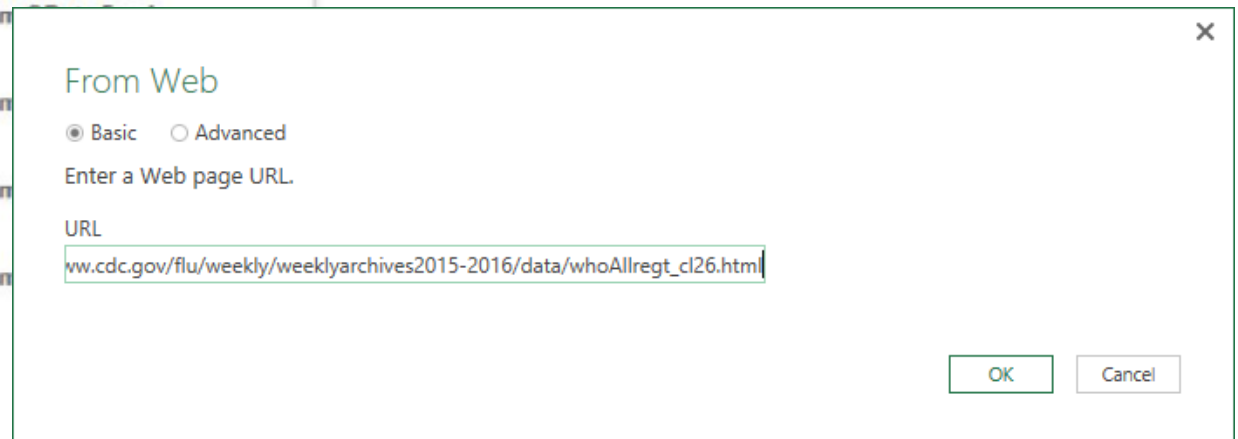 From Web
Basic Advanced
Enter a Web page URL.
URL
ww.cdc.gov/flu/weekly/weeklyarchives2015-2016/data/whoAllregt_cl26.html
OK Cancel